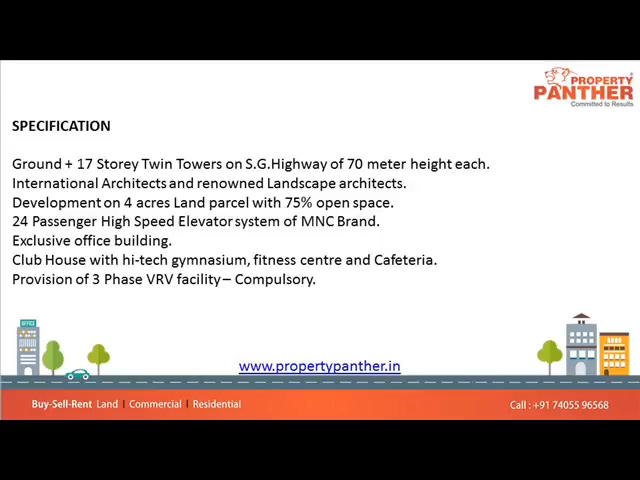 PROPERTY
PANTHER
Committed to Results
SPECIFICATION
Ground + 17 Storey Twin Towers on S.G.Highway of 70 meter height each.
International Architects and renowned Landscape architects.
Development on 4 acres Land parcel with 75% open space.
24 Passenger High Speed Elevator system of MNC Brand.
Exclusive office building.
Club House with hi-tech gymnasium, fitness centre and Cafeteria.
Provision of 3 Phase VRV facility – Compulsory.
OFFICE
www.propertypanther.in
Buy-Sell-Rent Land | Commercial | Residential
Call : +91 74055 96568